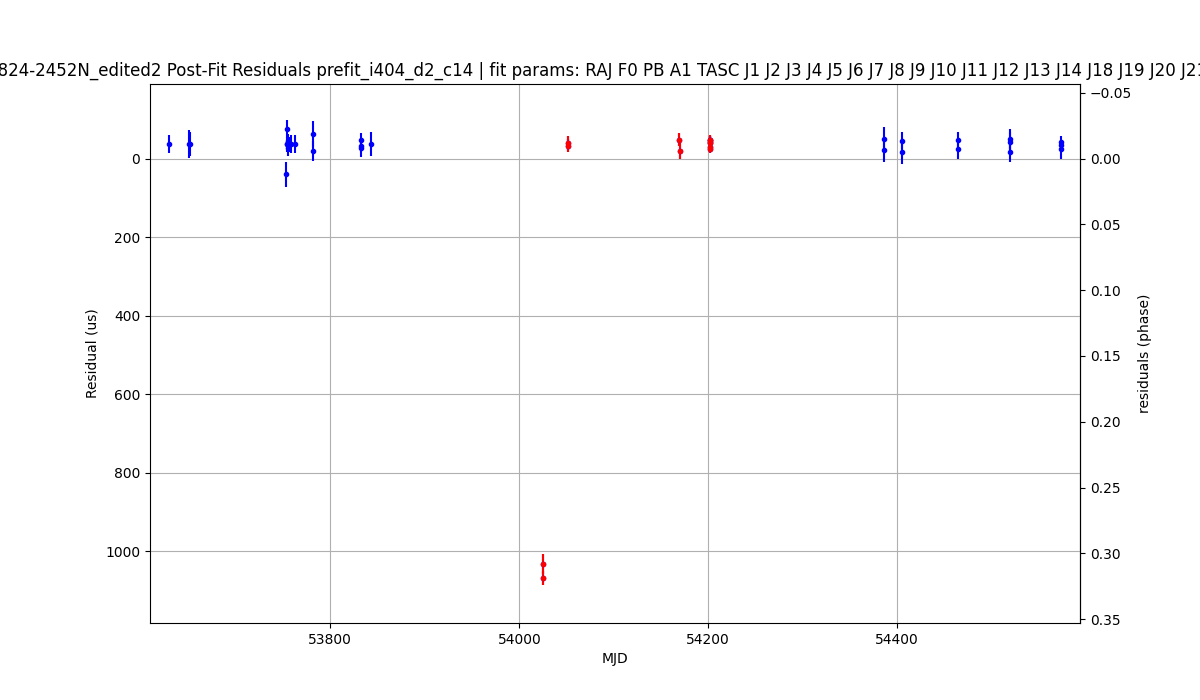 824-2452N_edited2 Post-Fit Residuals prefit_i404_d2_c14 | fit params: RAJ F0 PB A1 TASC J1 J2 J3 J4 J5 J6 J7 J8 J9 J10 J11 J12 J13 J14 J18 J19 J20 J21
−0.05
0 0.00
200 0.05
400 0.10
0.15
600 0.20
800 0.25
1000 0.30
0.35
Residual (us)
residuals (phase)
53800 54000 54200 54400
MJD